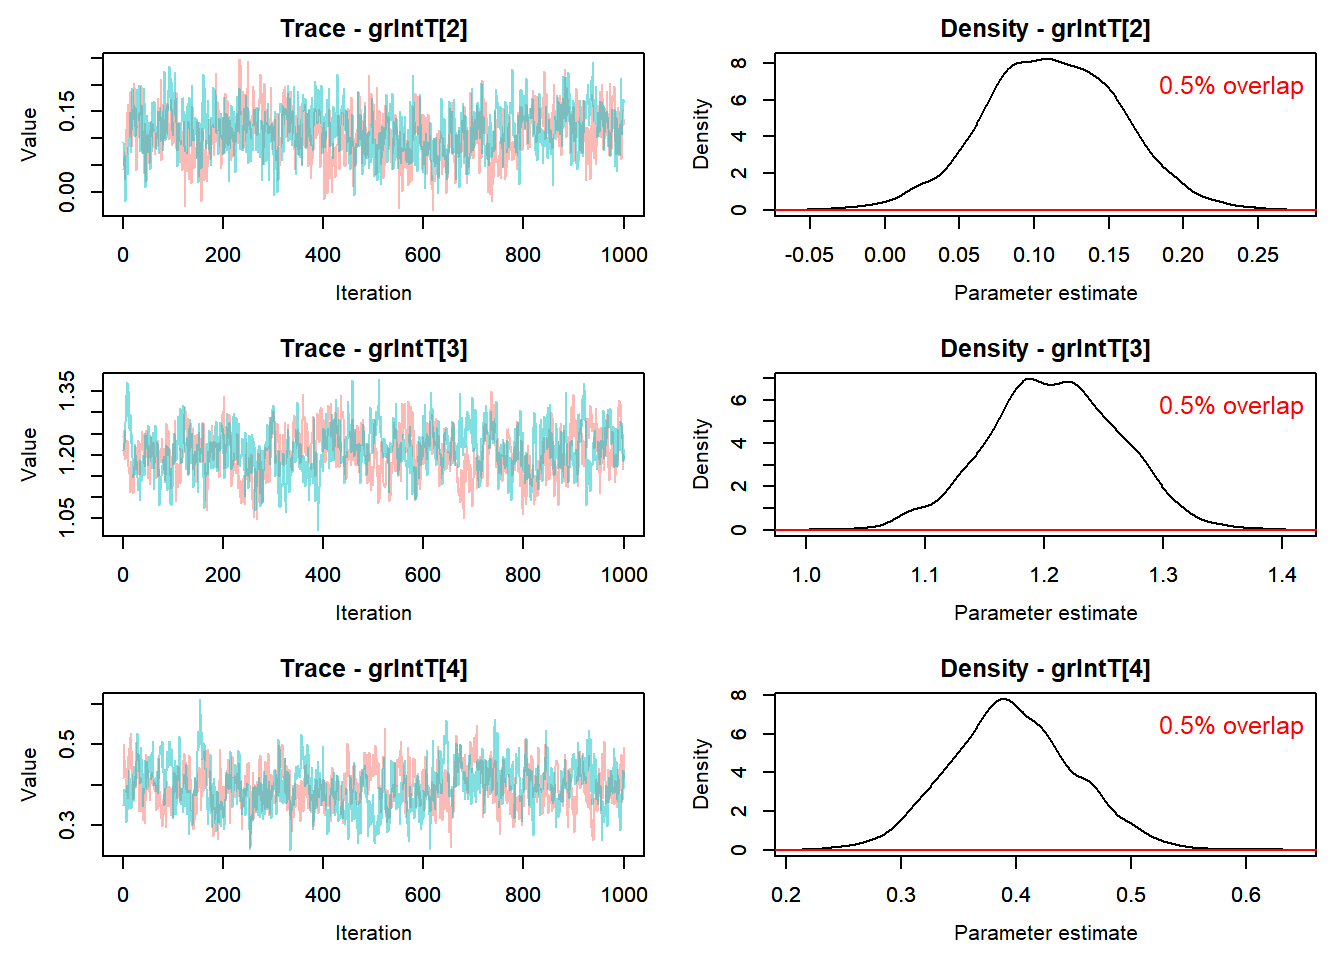 Trace - grIntT[2]
Value
0.00
0.15
0
200
400
600
800
1000
Iteration
Density - grIntT[2]
0.5% overlap
Density
0
2
4
6
8
-0.05
0.00
0.05
0.10
0.15
0.20
0.25
Parameter estimate
Trace - grIntT[3]
Value
1.05
1.20
1.35
0
200
400
600
800
1000
Iteration
Density - grIntT[3]
0.5% overlap
Density
0
2
4
6
1.0
1.1
1.2
1.3
1.4
Parameter estimate
Trace - grIntT[4]
Value
0.3
0.5
0
200
400
600
800
1000
Iteration
Density - grIntT[4]
0.5% overlap
Density
0
2
4
6
8
0.2
0.3
0.4
0.5
0.6
Parameter estimate